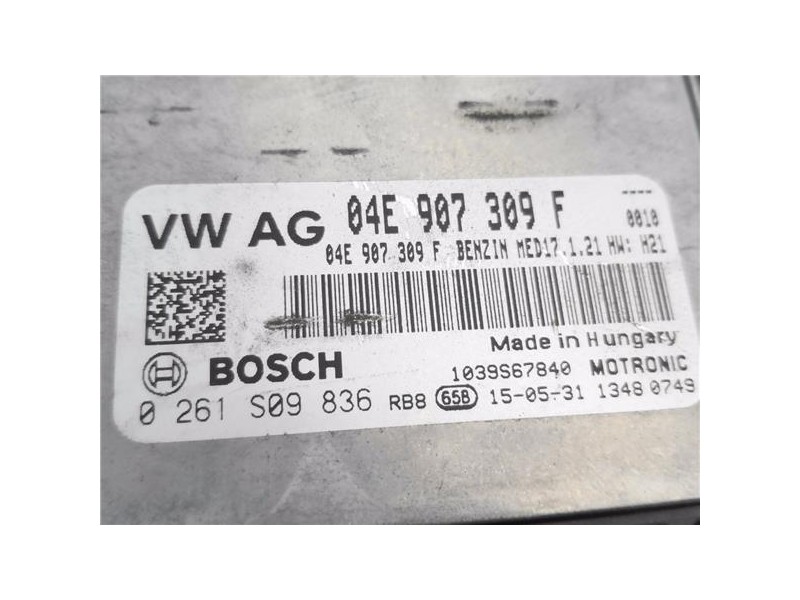 VW AG 04E 907 309 F ----
04E 907 309 F BENZIN MED17.1.21 HW: H21 0010
Made in Hungary
BOSCH 1039S67840 MOTRONIC
0 261 S09 836 RB8 65B 15-05-31 1348 0749